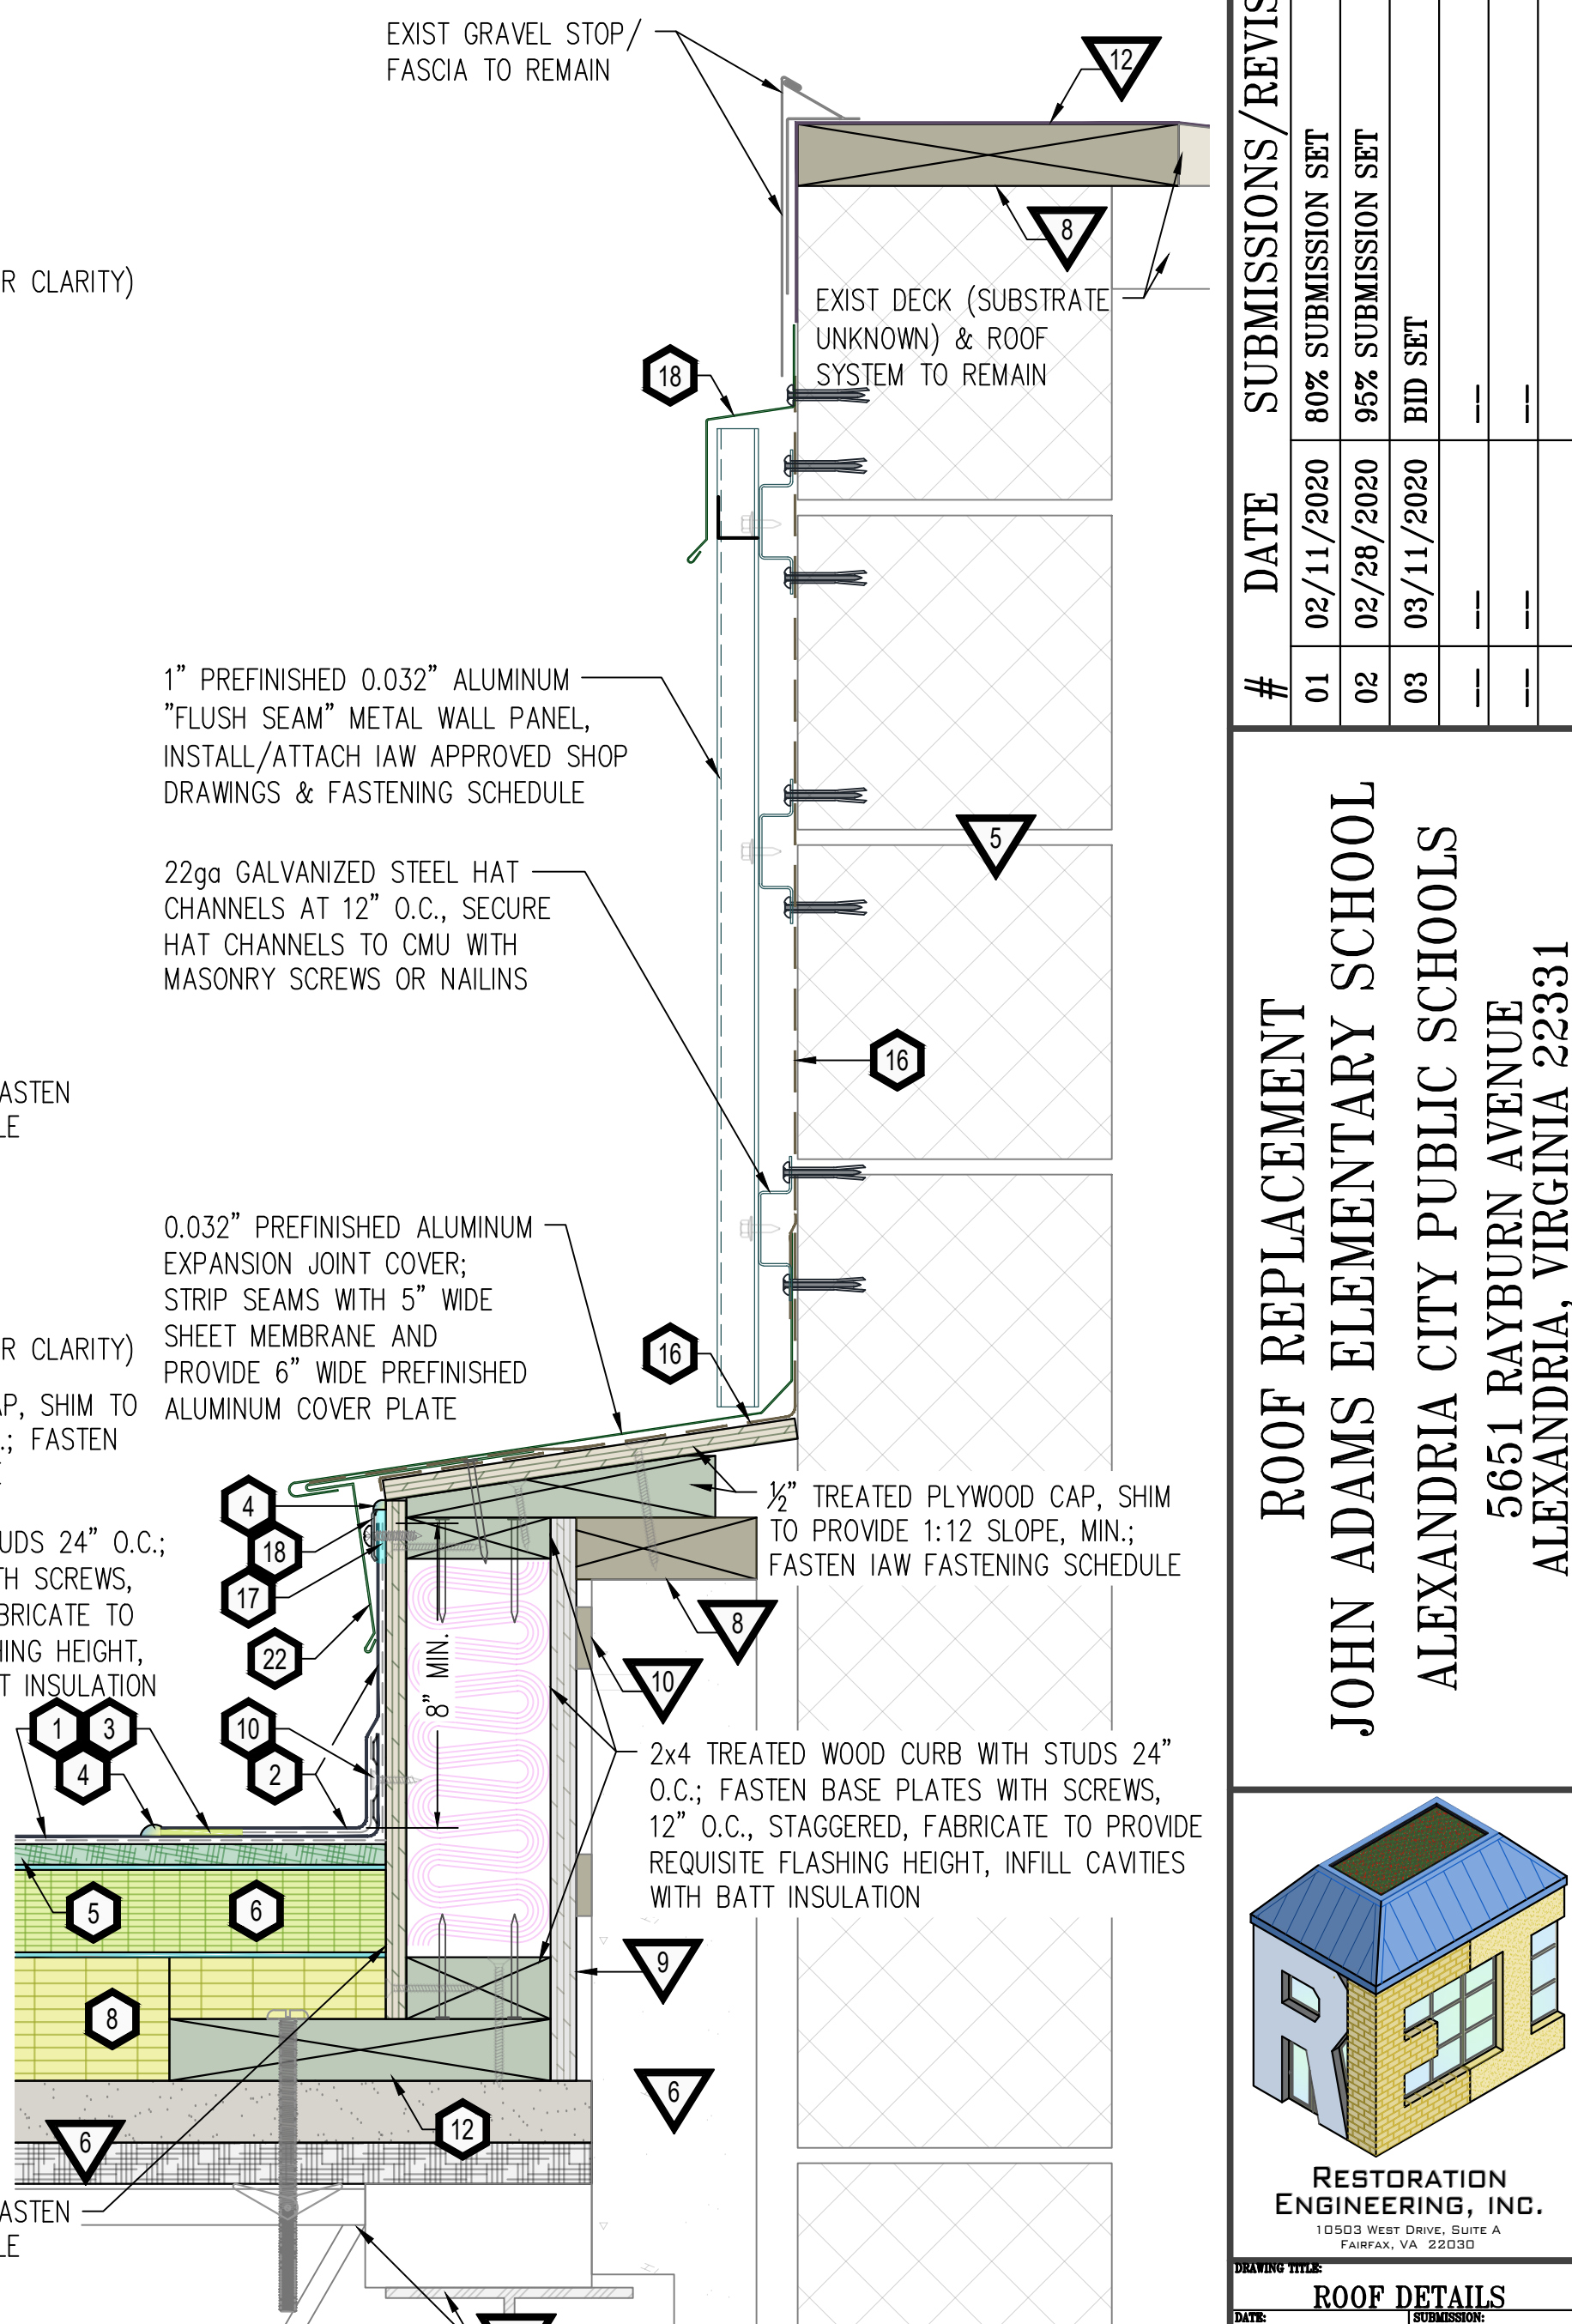 EXIST GRAVEL STOP/
FASCIA TO REMAIN
12
8
R CLARITY)
EXIST DECK (SUBSTRATE
UNKNOWN) & ROOF
SYSTEM TO REMAIN
18
1” PREFINISHED 0.032” ALUMINUM
”FLUSH SEAM” METAL WALL PANEL,
INSTALL/ATTACH IAW APPROVED SHOP
DRAWINGS & FASTENING SCHEDULE
5
22ga GALVANIZED STEEL HAT
CHANNELS AT 12” O.C., SECURE
HAT CHANNELS TO CMU WITH
MASONRY SCREWS OR NAILINS
16
ASTEN
LE
0.032” PREFINISHED ALUMINUM
EXPANSION JOINT COVER;
STRIP SEAMS WITH 5” WIDE
SHEET MEMBRANE AND
PROVIDE 6” WIDE PREFINISHED
ALUMINUM COVER PLATE
16
R CLARITY)
AP, SHIM TO
.; FASTEN
UDS 24” O.C.;
TH SCREWS,
BRICATE TO
HING HEIGHT,
T INSULATION
4
18
17
22
½” TREATED PLYWOOD CAP, SHIM
TO PROVIDE 1:12 SLOPE, MIN.;
FASTEN IAW FASTENING SCHEDULE
8
10
8” MIN.
1
3
4
10
2
2x4 TREATED WOOD CURB WITH STUDS 24”
O.C.; FASTEN BASE PLATES WITH SCREWS,
12” O.C., STAGGERED, FABRICATE TO PROVIDE
REQUISITE FLASHING HEIGHT, INFILL CAVITIES
WITH BATT INSULATION
5
6
9
8
6
12
6
ASTEN
LE
# DATE SUBMISSIONS/REVIS
01 02/11/2020 80% SUBMISSION SET
02 02/28/2020 95% SUBMISSION SET
03 03/11/2020 BID SET
-- -- --
-- -- --
ROOF REPLACEMENT
JOHN ADAMS ELEMENTARY SCHOOL
ALEXANDRIA CITY PUBLIC SCHOOLS
5651 RAYBURN AVENUE
ALEXANDRIA, VIRGINIA 22331
REI
RESTORATION
ENGINEERING, INC.
10503 WEST DRIVE, SUITE A
FAIRFAX, VA 22030
DRAWING TITLE:
ROOF DETAILS
DATE: SUBMISSION: